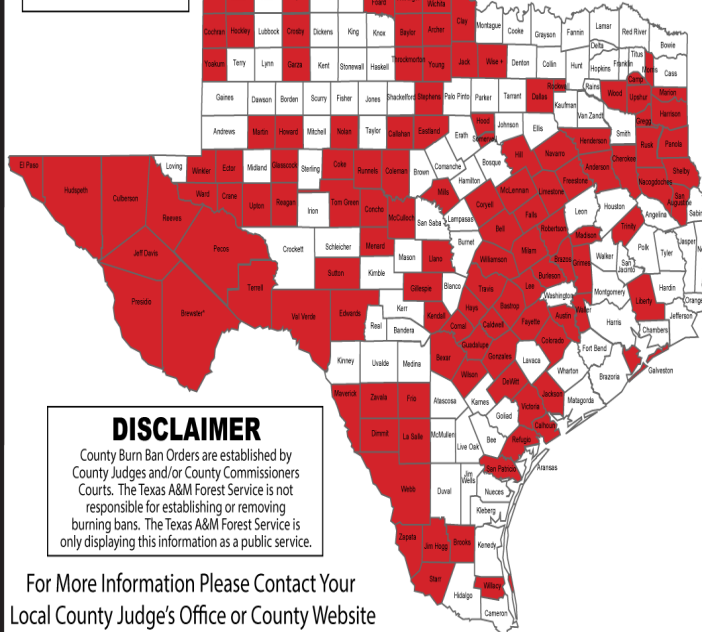 Foard
Wichita
Clay
Montague
Cooke
Grayson
Fannin
Lamar
Red River
Bowie
Delta
Titus
Franklin
Morris
Cass
Camp
Cochran
Hockley
Lubbock
Crosby
Dickens
King
Knox
Baylor
Archer
Yoakum
Terry
Lynn
Garza
Kent
Stonewall
Haskell
Throckmorton
Young
Jack
Wise +
Denton
Collin
Hunt
Hopkins
Rains
Rockwall
Wood
Upshur
Marion
Gaines
Dawson
Borden
Scurry
Fisher
Jones
Shackelford
Stephens
Palo Pinto
Parker
Tarrant
Dallas
Kaufman
Van Zandt
Gregg
Harrison
Andrews
Martin
Howard
Mitchell
Nolan
Taylor
Callahan
Eastland
Erath
Hood
Somervell
Johnson
Ellis
Henderson
Smith
Rusk
Panola
El Paso
Hudspeth
Culberson
Loving
Winkler
Ector
Midland
Glasscock
Sterling
Coke
Runnels
Coleman
Brown
Comanche
Hamilton
Bosque
Hill
Navarro
Freestone
Anderson
Cherokee
Nacogdoches
Shelby
San
Augustine
Sabin
Reeves
Ward
Crane
Upton
Reagan
Irion
Tom Green
Concho
McCulloch
San Saba
Mills
Lampasas
Coryell
McLennan
Limestone
Falls
Leon
Houston
Trinity
Angelina
Jeff Davis
Pecos
Crockett
Schleicher
Menard
Mason
Llano
Burnet
Bell
Williamson
Milam
Robertson
Brazos
Madison
Grimes
Walker
San
Jacinto
Polk
Tyler
Jasper
Presidio
Brewster*
Terrell
Val Verde
Sutton
Edwards
Kimble
Gillespie
Blanco
Kerr
Real
Bandera
Kendall
Comal
Hays
Travis
Bastrop
Caldwell
Lee
Burleson
Washington
Fayette
Austin
Waller
Montgomery
Liberty
Hardin
Orange
Jefferson
Harris
Chambers
Kinney
Uvalde
Medina
Bexar
Guadalupe
Gonzales
Wilson
Lavaca
Colorado
Wharton
Fort Bend
Brazoria
Galveston
Maverick
Zavala
Frio
Atascosa
Karnes
DeWitt
Victoria
Jackson
Matagorda
Calhoun
Dimmit
La Salle
McMullen
Live Oak
Bee
Goliad
Refugio
San Patricio
Aransas
Webb
Duval
Jim
Wells
Nueces
Kleberg
Zapata
Jim Hogg
Brooks
Kenedy
Starr
Hidalgo
Willacy
Cameron
DISCLAIMER
County Burn Ban Orders are established by
County Judges and/or County Commissioners
Courts. The Texas A&M Forest Service is not
responsible for establishing or removing
burning bans. The Texas A&M Forest Service is
only displaying this information as a public service.
For More Information Please Contact Your
Local County Judge's Office or County Website